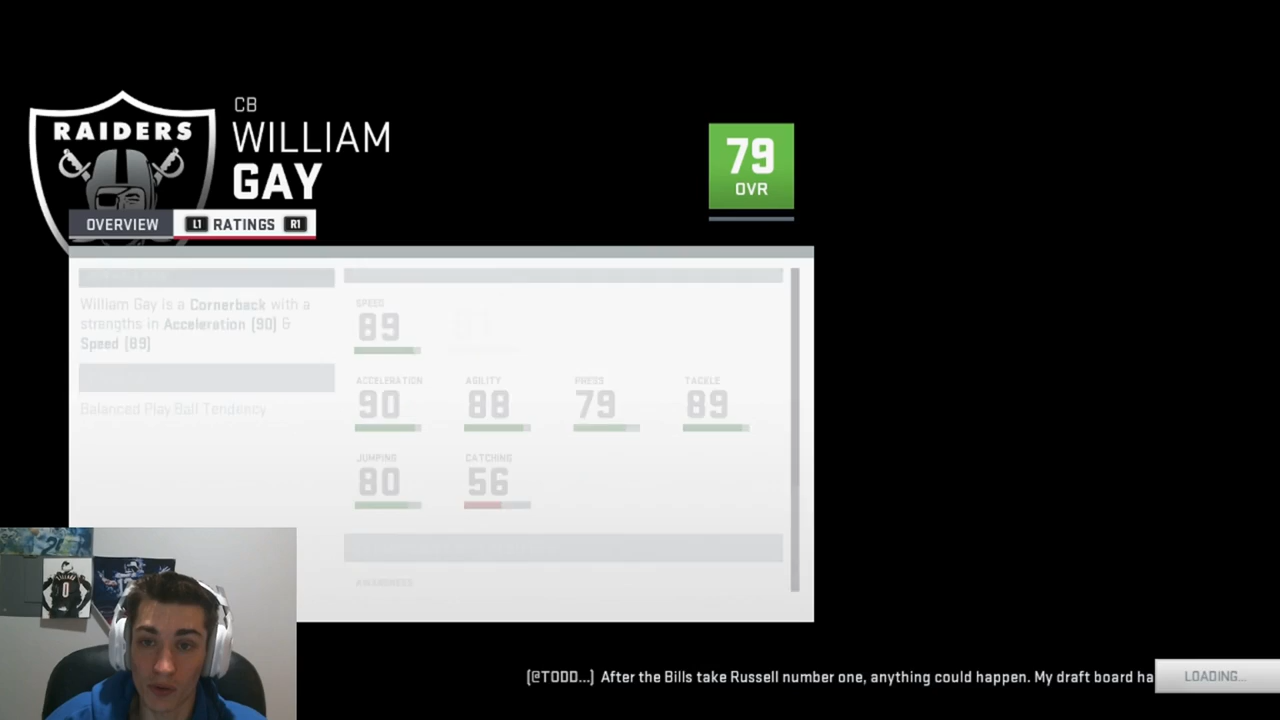 RAIDERS
CB
WILLIAM
GAY
79
OVR
OVERVIEW L1 RATINGS R1
William Gay is a Cornerback with a
strengths in Acceleration (90) &
Speed (89)
Balanced Play Ball Tendency
SPEED
89
ACCELERATION AGILITY PRESS TACKLE
90 88 79 89
JUMPING CATCHING
80 56
AWARENESS
0
[@TODD...] After the Bills take Russell number one, anything could happen. My draft board ha
LOADING...